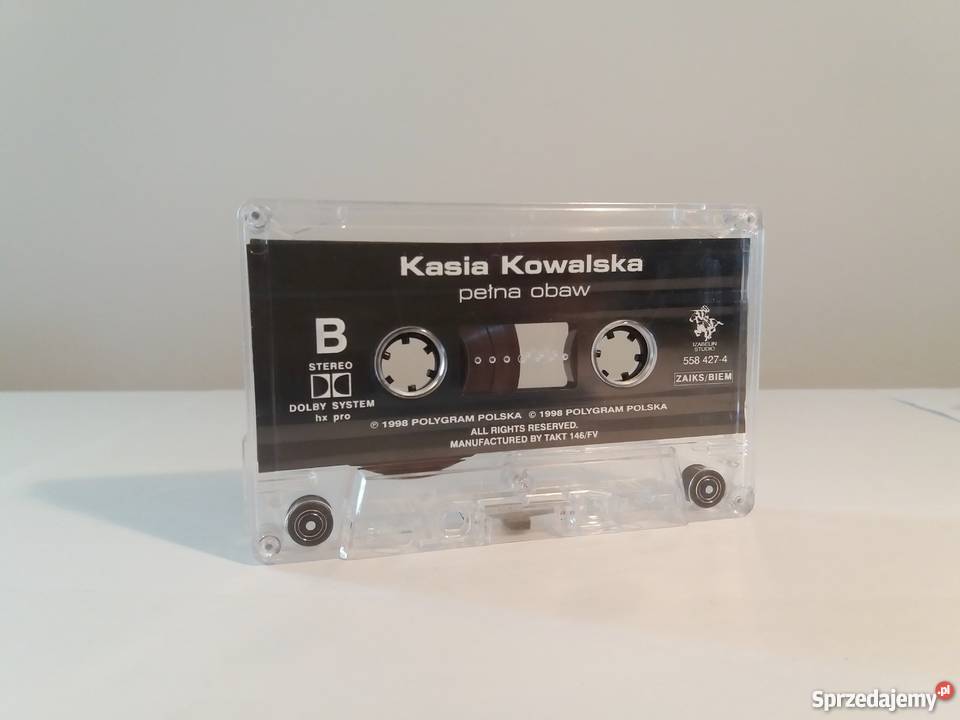 Kasia Kowalska
pełna obaw
B
STEREO
DOLBY SYSTEM
hx pro
IZABELIN
STUDIO
558 427-4
ZAIKS/BIEM
℗ 1998 POLYGRAM POLSKA © 1998 POLYGRAM POLSKA
ALL RIGHTS RESERVED.
MANUFACTURED BY TAKT 146/FV
Sprzedajemy.pl